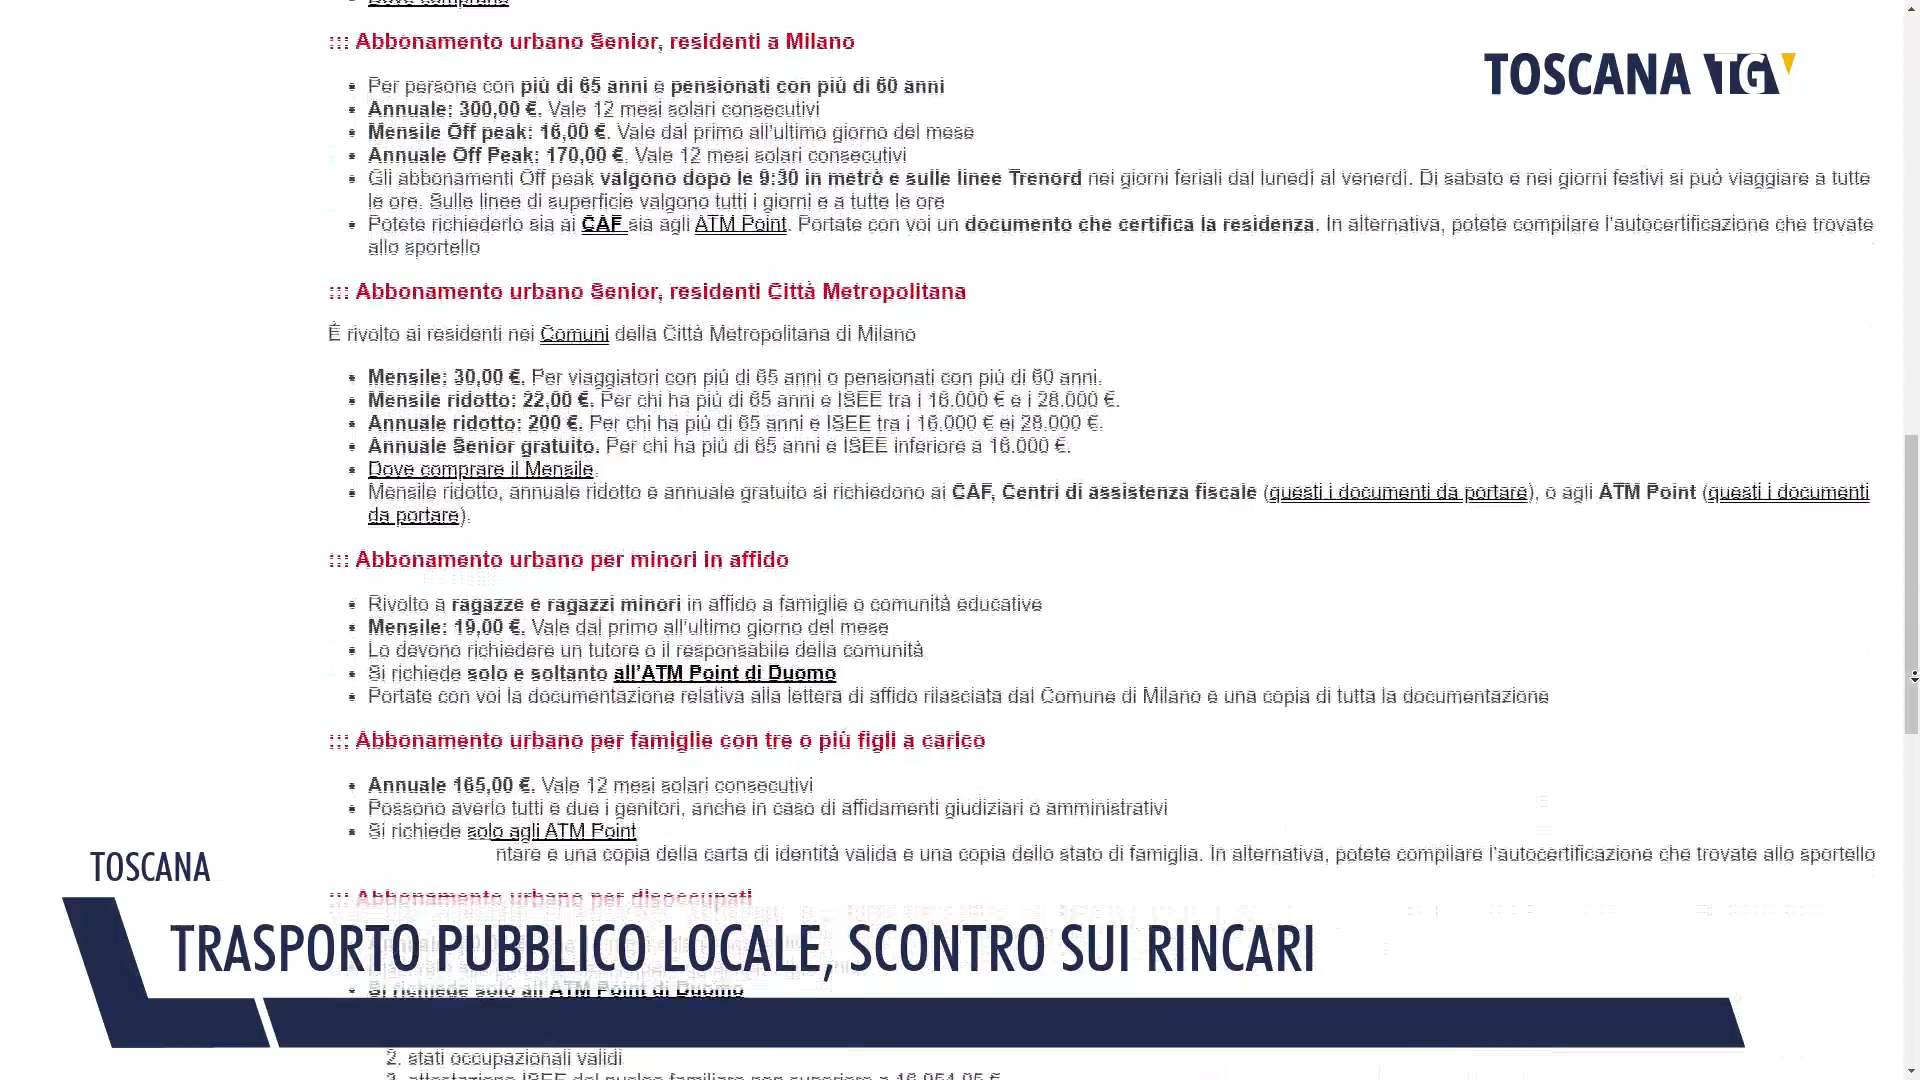 Dove comprarlo
::: Abbonamento urbano Senior, residenti a Milano
TOSCANA TG
Per persone con più di 65 anni e pensionati con più di 60 anni
Annuale: 300,00 €. Vale 12 mesi solari consecutivi
Mensile Off peak: 16,00 €. Vale dal primo all'ultimo giorno del mese
Annuale Off Peak: 170,00 €. Vale 12 mesi solari consecutivi
Gli abbonamenti Off peak valgono dopo le 9:30 in metrò e sulle linee Trenord nei giorni feriali dal lunedì al venerdì. Di sabato e nei giorni festivi si può viaggiare a tutte
le ore. Sulle linee di superficie valgono tutti i giorni e a tutte le ore
Potete richiederlo sia ai CAF sia agli ATM Point. Portate con voi un documento che certifica la residenza. In alternativa, potete compilare l'autocertificazione che trovate
allo sportello
::: Abbonamento urbano Senior, residenti Città Metropolitana
È rivolto ai residenti nei Comuni della Città Metropolitana di Milano
Mensile: 30,00 €. Per viaggiatori con più di 65 anni o pensionati con più di 60 anni.
Mensile ridotto: 22,00 €. Per chi ha più di 65 anni e ISEE tra i 16.000 € e i 28.000 €.
Annuale ridotto: 200 €. Per chi ha più di 65 anni e ISEE tra i 16.000 € ei 28.000 €.
Annuale Senior gratuito. Per chi ha più di 65 anni e ISEE inferiore a 16.000 €.
Dove comprare il Mensile.
Mensile ridotto, annuale ridotto e annuale gratuito si richiedono ai CAF, Centri di assistenza fiscale (questi i documenti da portare), o agli ATM Point (questi i documenti
da portare).
::: Abbonamento urbano per minori in affido
Rivolto a ragazze e ragazzi minori in affido a famiglie o comunità educative
Mensile: 19,00 €. Vale dal primo all'ultimo giorno del mese
Lo devono richiedere un tutore o il responsabile della comunità
Si richiede solo e soltanto all'ATM Point di Duomo
Portate con voi la documentazione relativa alla lettera di affido rilasciata dal Comune di Milano e una copia di tutta la documentazione
::: Abbonamento urbano per famiglie con tre o più figli a carico
Annuale 165,00 €. Vale 12 mesi solari consecutivi
Possono averlo tutti e due i genitori, anche in caso di affidamenti giudiziari o amministrativi
Si richiede solo agli ATM Point
ntare e una copia della carta di identità valida e una copia dello stato di famiglia. In alternativa, potete compilare l'autocertificazione che trovate allo sportello
TOSCANA
::: Abbonamento urbano per disoccupati
TRASPORTO PUBBLICO LOCALE, SCONTRO SUI RINCARI
Si richiede solo all'ATM Point di Duomo
2. stati occupazionali validi
3. attestazione ISEE del nucleo familiare non superiore a 16.954,95 €